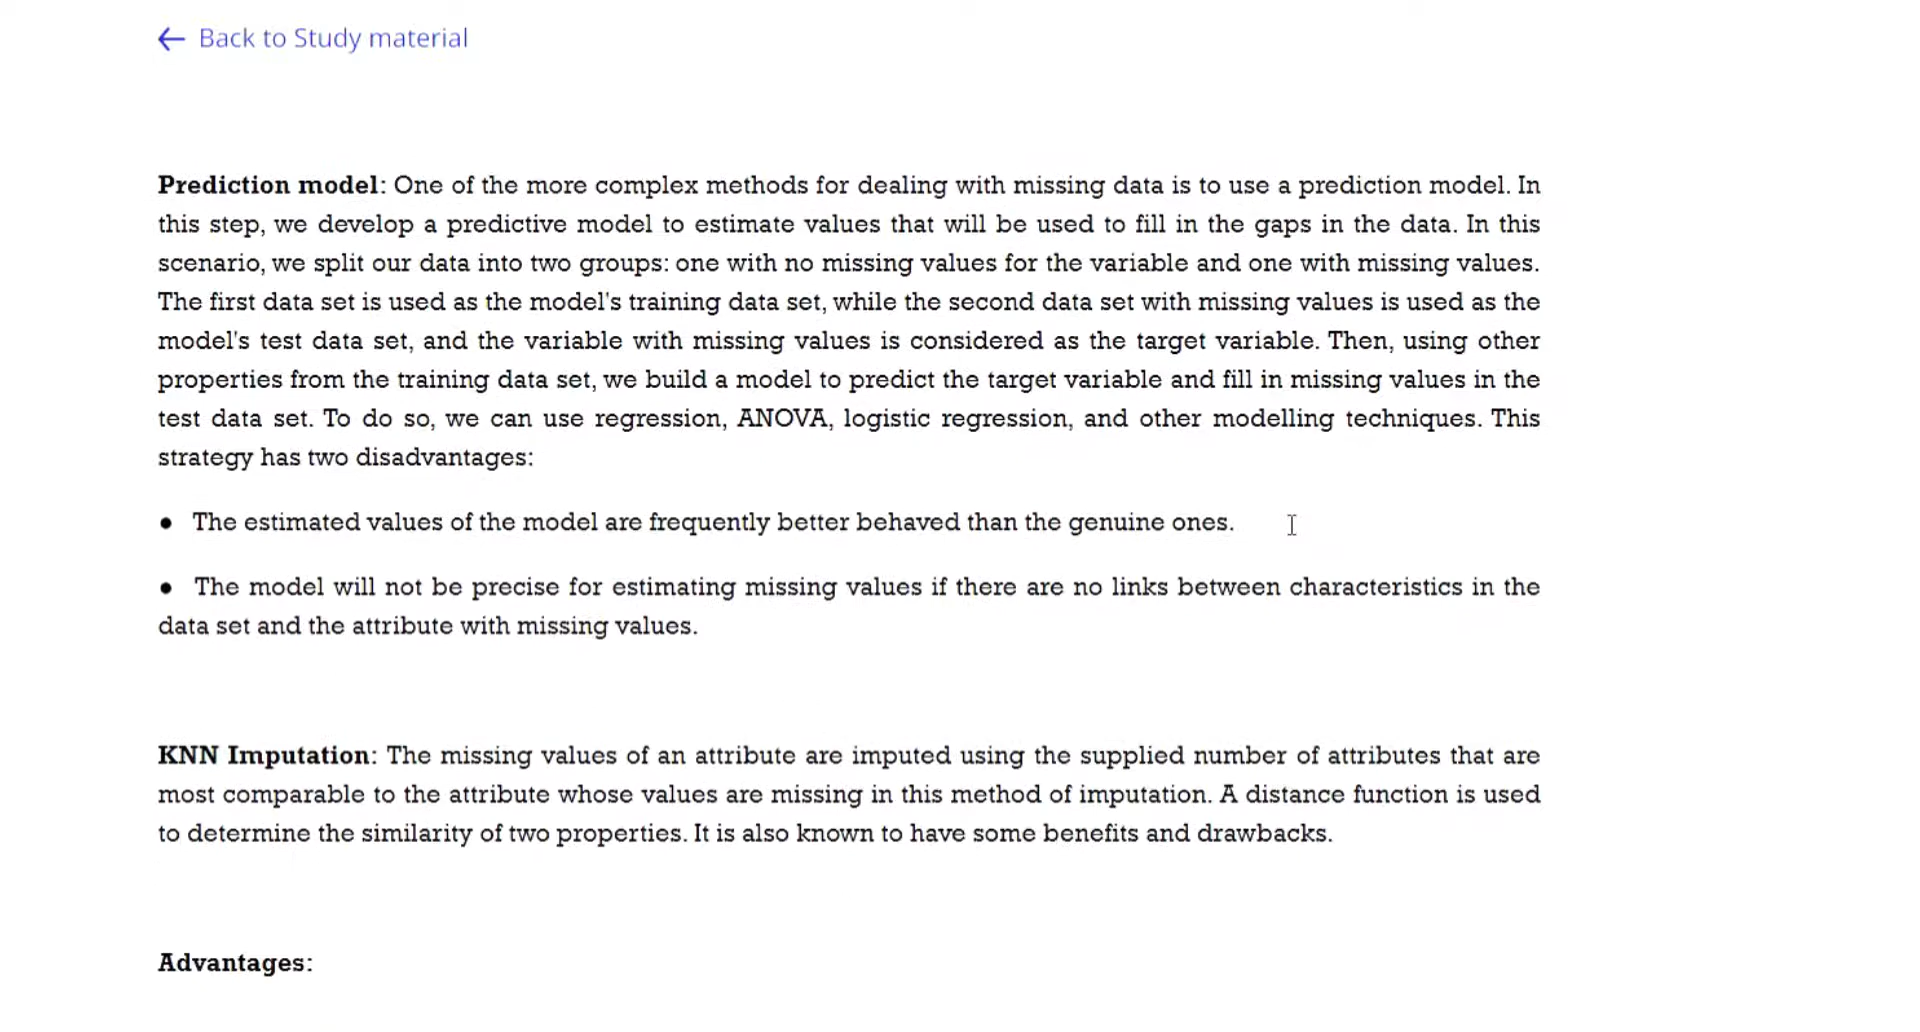 ← Back to Study material
Prediction model: One of the more complex methods for dealing with missing data is to use a prediction model. In
this step, we develop a predictive model to estimate values that will be used to fill in the gaps in the data. In this
scenario, we split our data into two groups: one with no missing values for the variable and one with missing values.
The first data set is used as the model's training data set, while the second data set with missing values is used as the
model's test data set, and the variable with missing values is considered as the target variable. Then, using other
properties from the training data set, we build a model to predict the target variable and fill in missing values in the
test data set. To do so, we can use regression, ANOVA, logistic regression, and other modelling techniques. This
strategy has two disadvantages:
● The estimated values of the model are frequently better behaved than the genuine ones.
● The model will not be precise for estimating missing values if there are no links between characteristics in the
data set and the attribute with missing values.
KNN Imputation: The missing values of an attribute are imputed using the supplied number of attributes that are
most comparable to the attribute whose values are missing in this method of imputation. A distance function is used
to determine the similarity of two properties. It is also known to have some benefits and drawbacks.
Advantages: